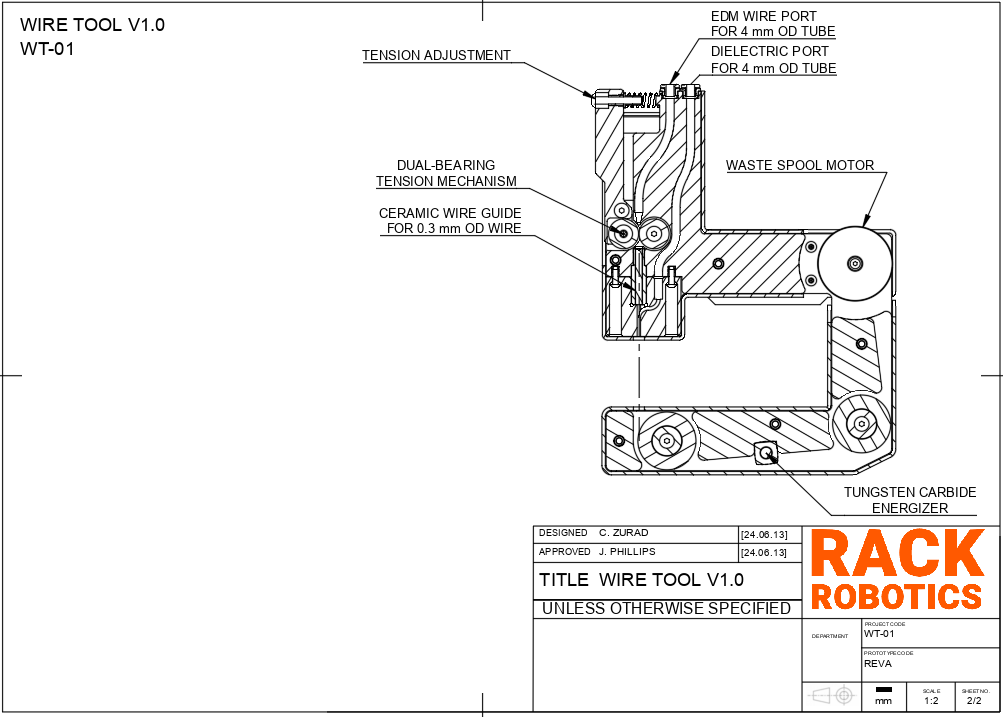 WIRE TOOL V1.0
WT-01
EDM WIRE PORT
FOR 4 mm OD TUBE
DIELECTRIC PORT
FOR 4 mm OD TUBE
TENSION ADJUSTMENT
DUAL-BEARING
TENSION MECHANISM
WASTE SPOOL MOTOR
CERAMIC WIRE GUIDE
FOR 0.3 mm OD WIRE
TUNGSTEN CARBIDE
ENERGIZER
DESIGNED C. ZURAD [24.06.13]
APPROVED J. PHILLIPS [24.06.13]
TITLE WIRE TOOL V1.0
UNLESS OTHERWISE SPECIFIED
RACK
ROBOTICS
DEPARTMENT
PROJECT CODE
WT-01
PROTOTYPE CODE
REVA
mm
SCALE
1:2
SHEET NO.
2/2